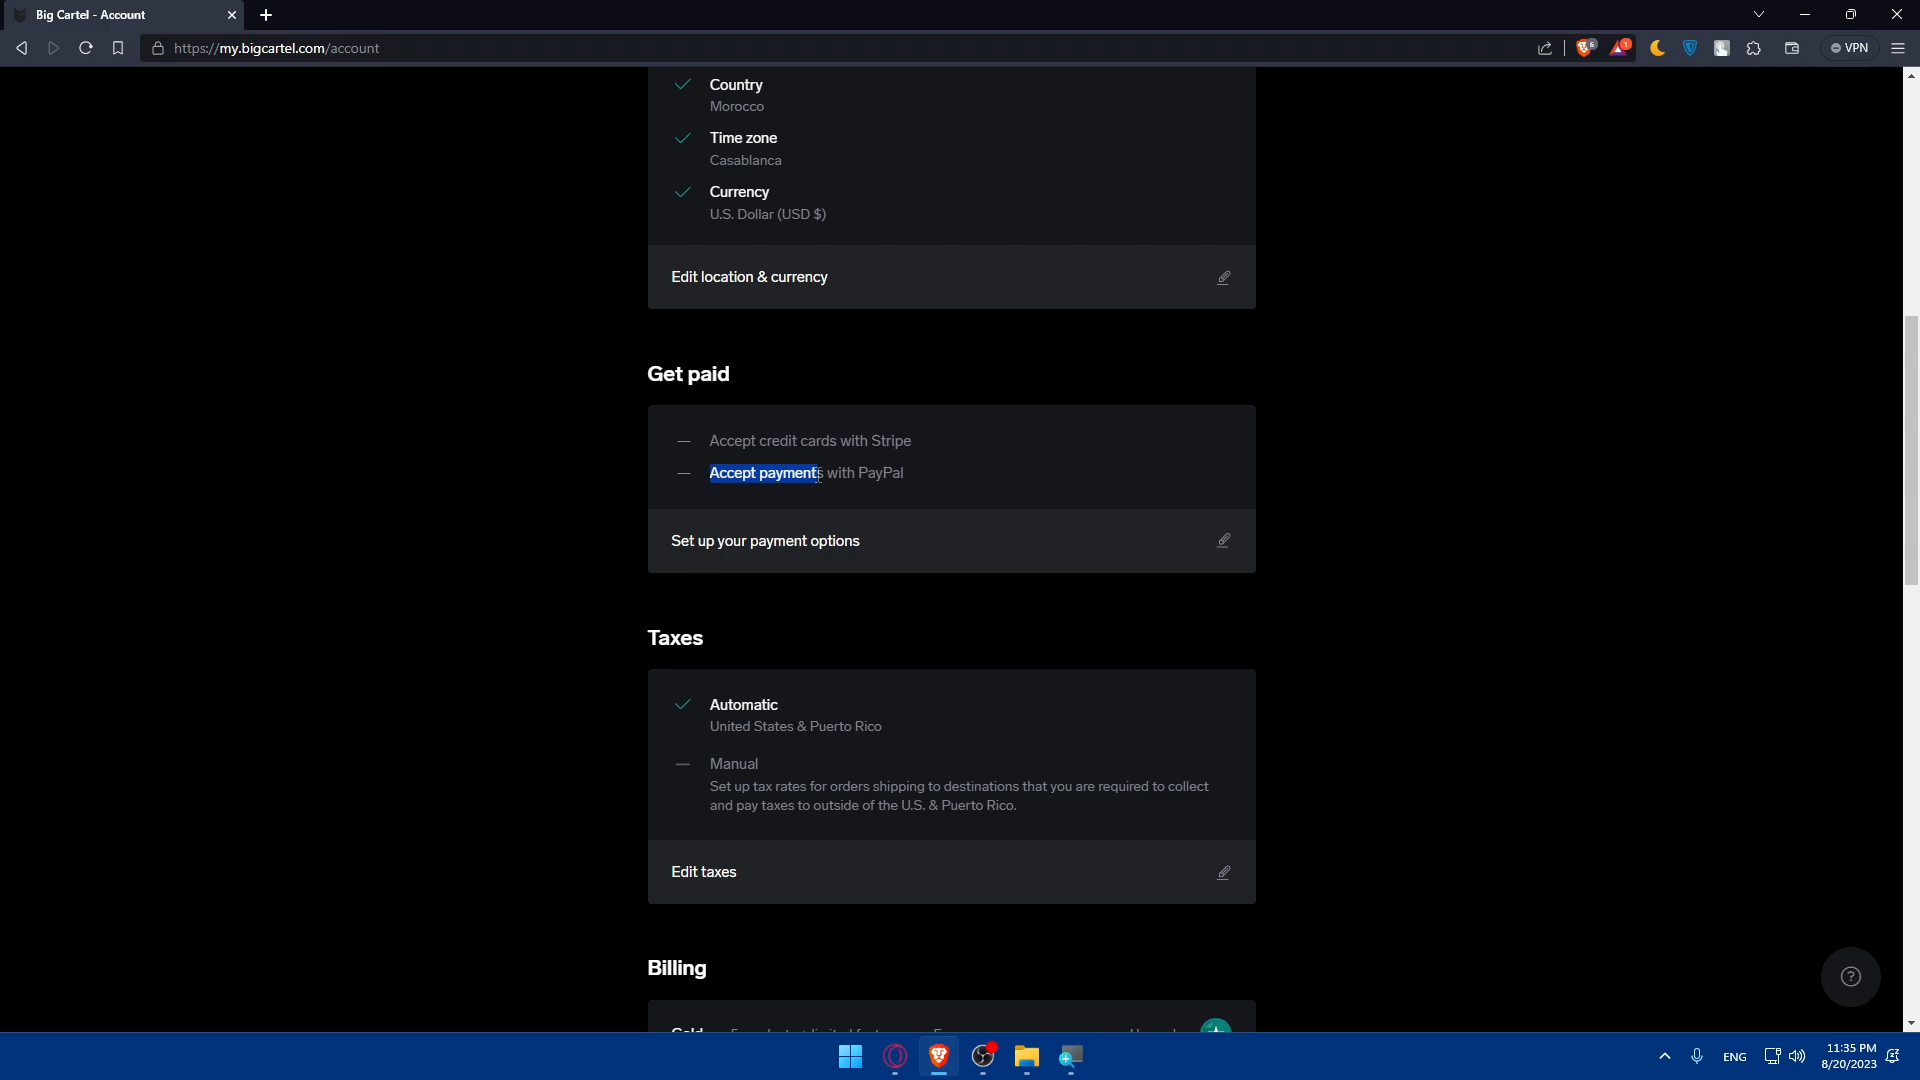 Big Cartel - Account
https://my.bigcartel.com/account
6
1
VPN
Country
Morocco
Time zone
Casablanca
Currency
U.S. Dollar (USD $)
Edit location & currency
Get paid
Accept credit cards with Stripe
Accept payments with PayPal
Set up your payment options
Taxes
Automatic
United States & Puerto Rico
Manual
Set up tax rates for orders shipping to destinations that you are required to collect
and pay taxes to outside of the U.S. & Puerto Rico.
Edit taxes
Billing
Gold
ENG
11:35 PM
8/20/2023